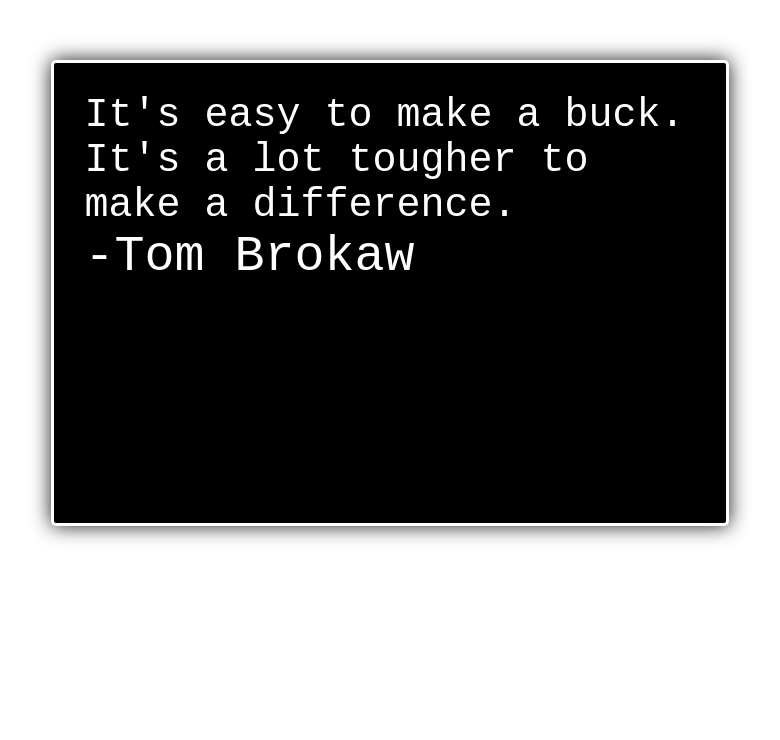 It's easy to make a buck.
It's a lot tougher to
make a difference.
-Tom Brokaw